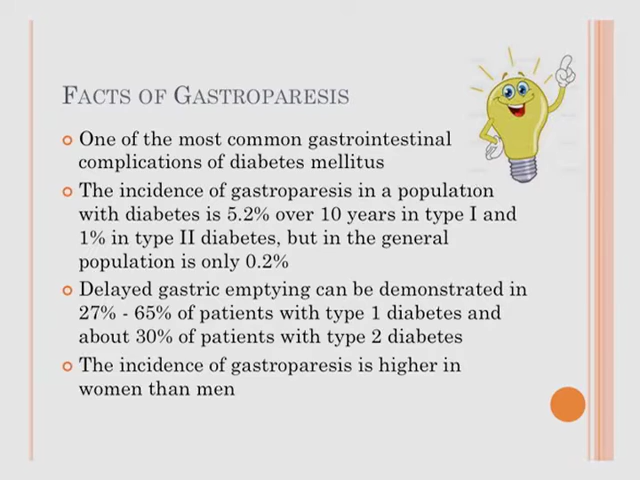 FACTS OF GASTROPARESIS
One of the most common gastrointestinal
complications of diabetes mellitus
The incidence of gastroparesis in a population
with diabetes is 5.2% over 10 years in type I and
1% in type II diabetes, but in the general
population is only 0.2%
Delayed gastric emptying can be demonstrated in
27% - 65% of patients with type 1 diabetes and
about 30% of patients with type 2 diabetes
The incidence of gastroparesis is higher in
women than men